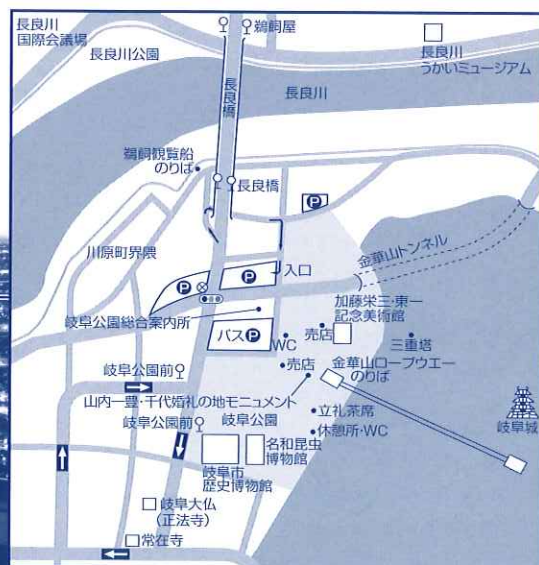 長良川
国際会議場
長良川公園
鵜飼屋
長良川
うかいミュージアム
長良橋
長良川
鵜飼観覧船
のりば
長良橋
P
川原町界隈
金華山トンネル
P
P
入口
加藤栄三・東一
記念美術館
岐阜公園総合案内所
バスP
WC
売店
三重塔
売店
金華山ロープウエー
のりば
岐阜公園前
山内一豊・千代婚礼の地モニュメント
岐阜城
岐阜公園前
岐阜公園
立礼茶席
休憩所・WC
名和昆虫
博物館
岐阜市
歴史博物館
岐阜大仏
(正法寺)
常在寺